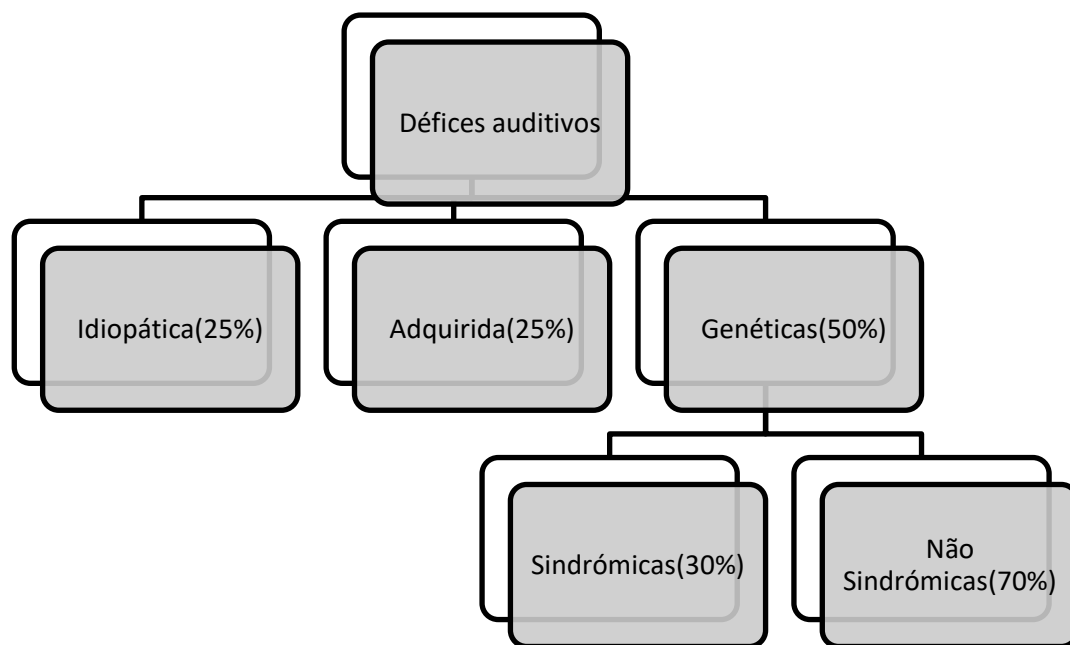 Défices auditivos
Idiopática(25%)
Adquirida(25%)
Genéticas(50%)
Sindrómicas(30%)
Não
Sindrómicas(70%)